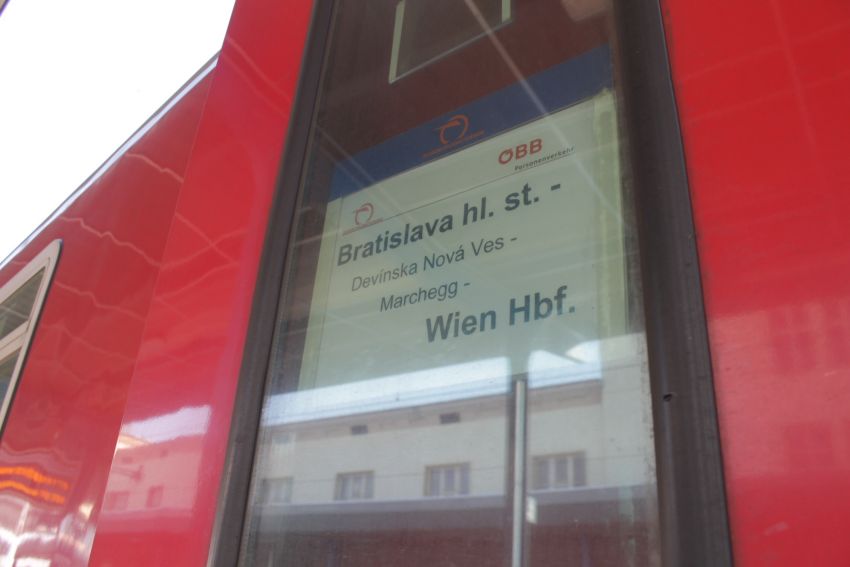 ÖBB
Personenverkehr
Bratislava hl. st. -
Devínska Nová Ves -
Marchegg -
Wien Hbf.